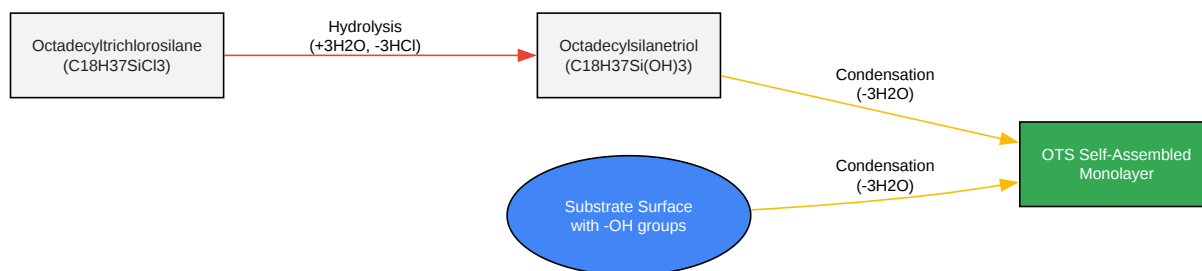 Octadecyltrichlorosilane
(C18H37SiCl3)
Hydrolysis
(+3H2O, -3HCl)
Octadecylsilanetriol
(C18H37Si(OH)3)
Condensation
(-3H2O)
OTS Self-Assembled
Monolayer
Condensation
(-3H2O)
Substrate Surface
with -OH groups